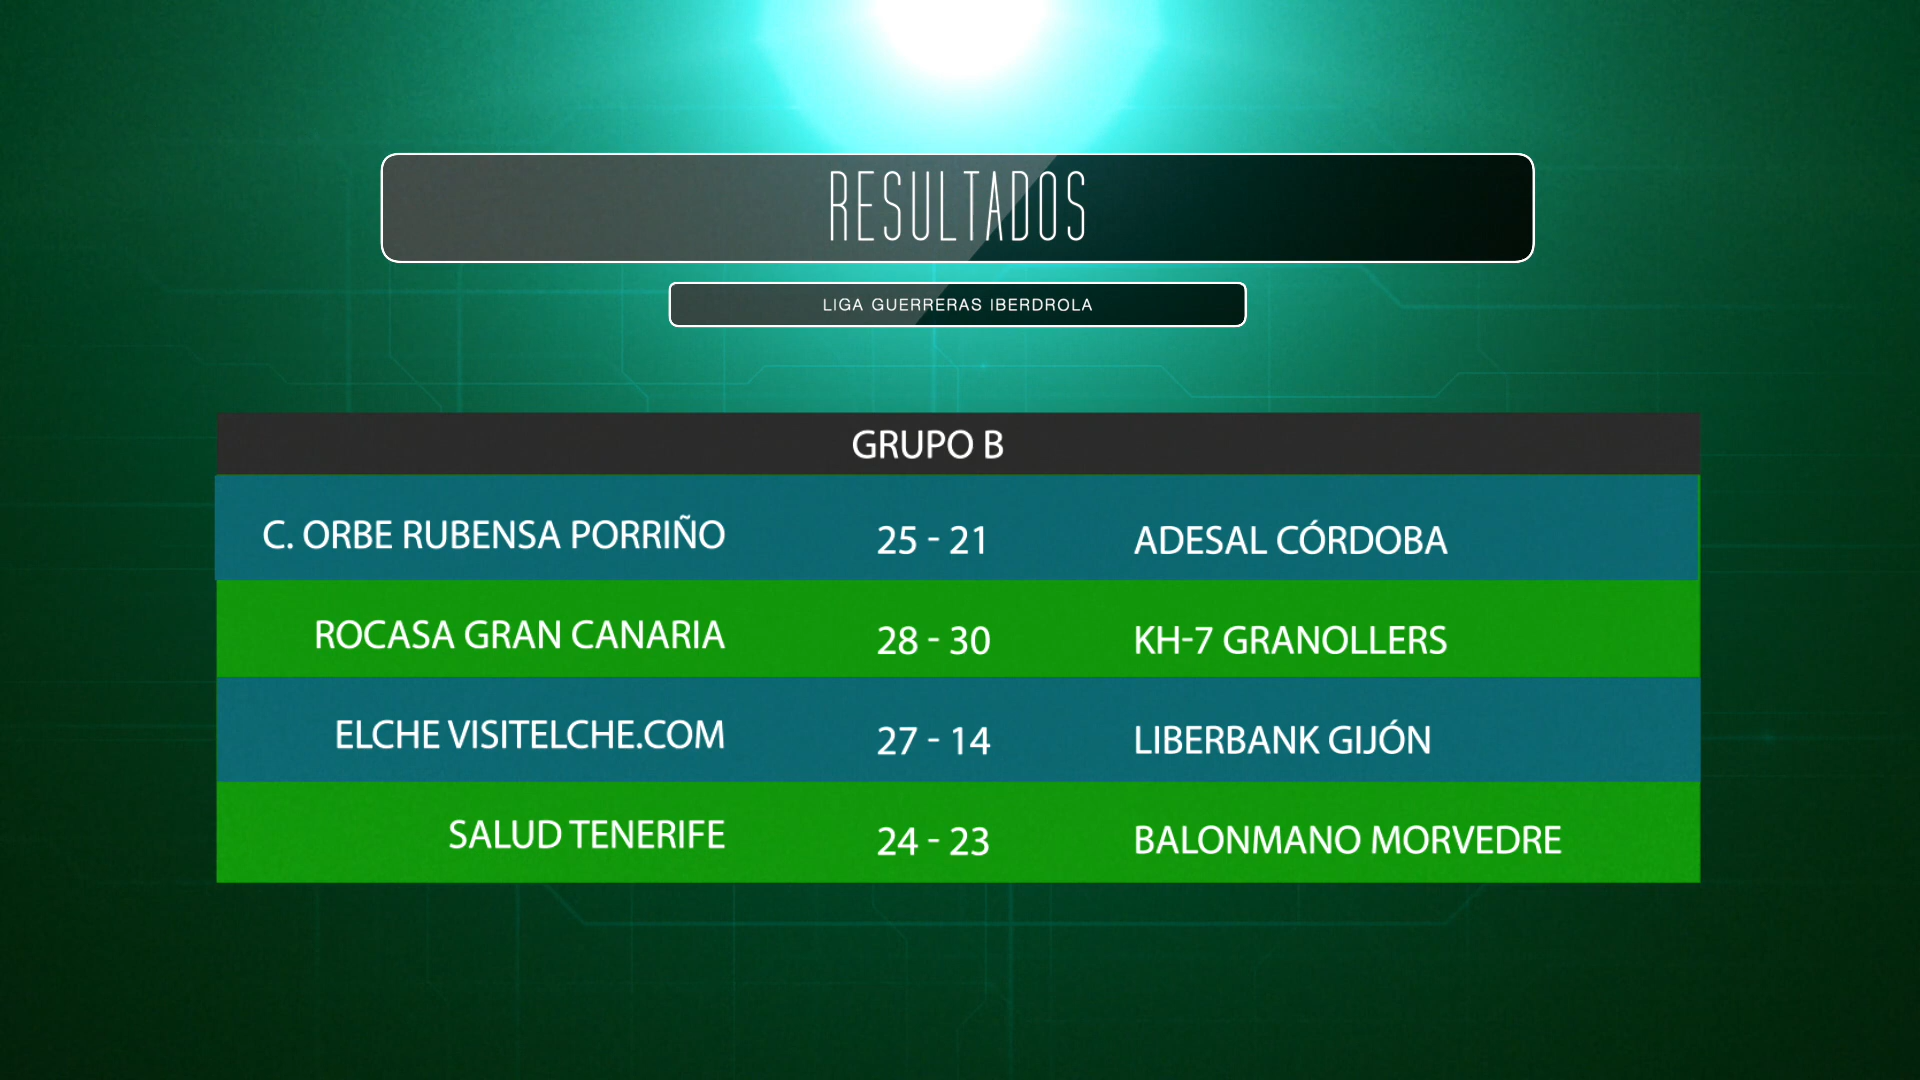 RESULTADOS
LIGA GUERRERAS IBERDROLA
GRUPO B
C. ORBE RUBENSA PORRIÑO 25 - 21 ADESAL CÓRDOBA
ROCASA GRAN CANARIA 28 - 30 KH-7 GRANOLLERS
ELCHE VISITELCHE.COM 27 - 14 LIBERBANK GIJÓN
SALUD TENERIFE 24 - 23 BALONMANO MORVEDRE